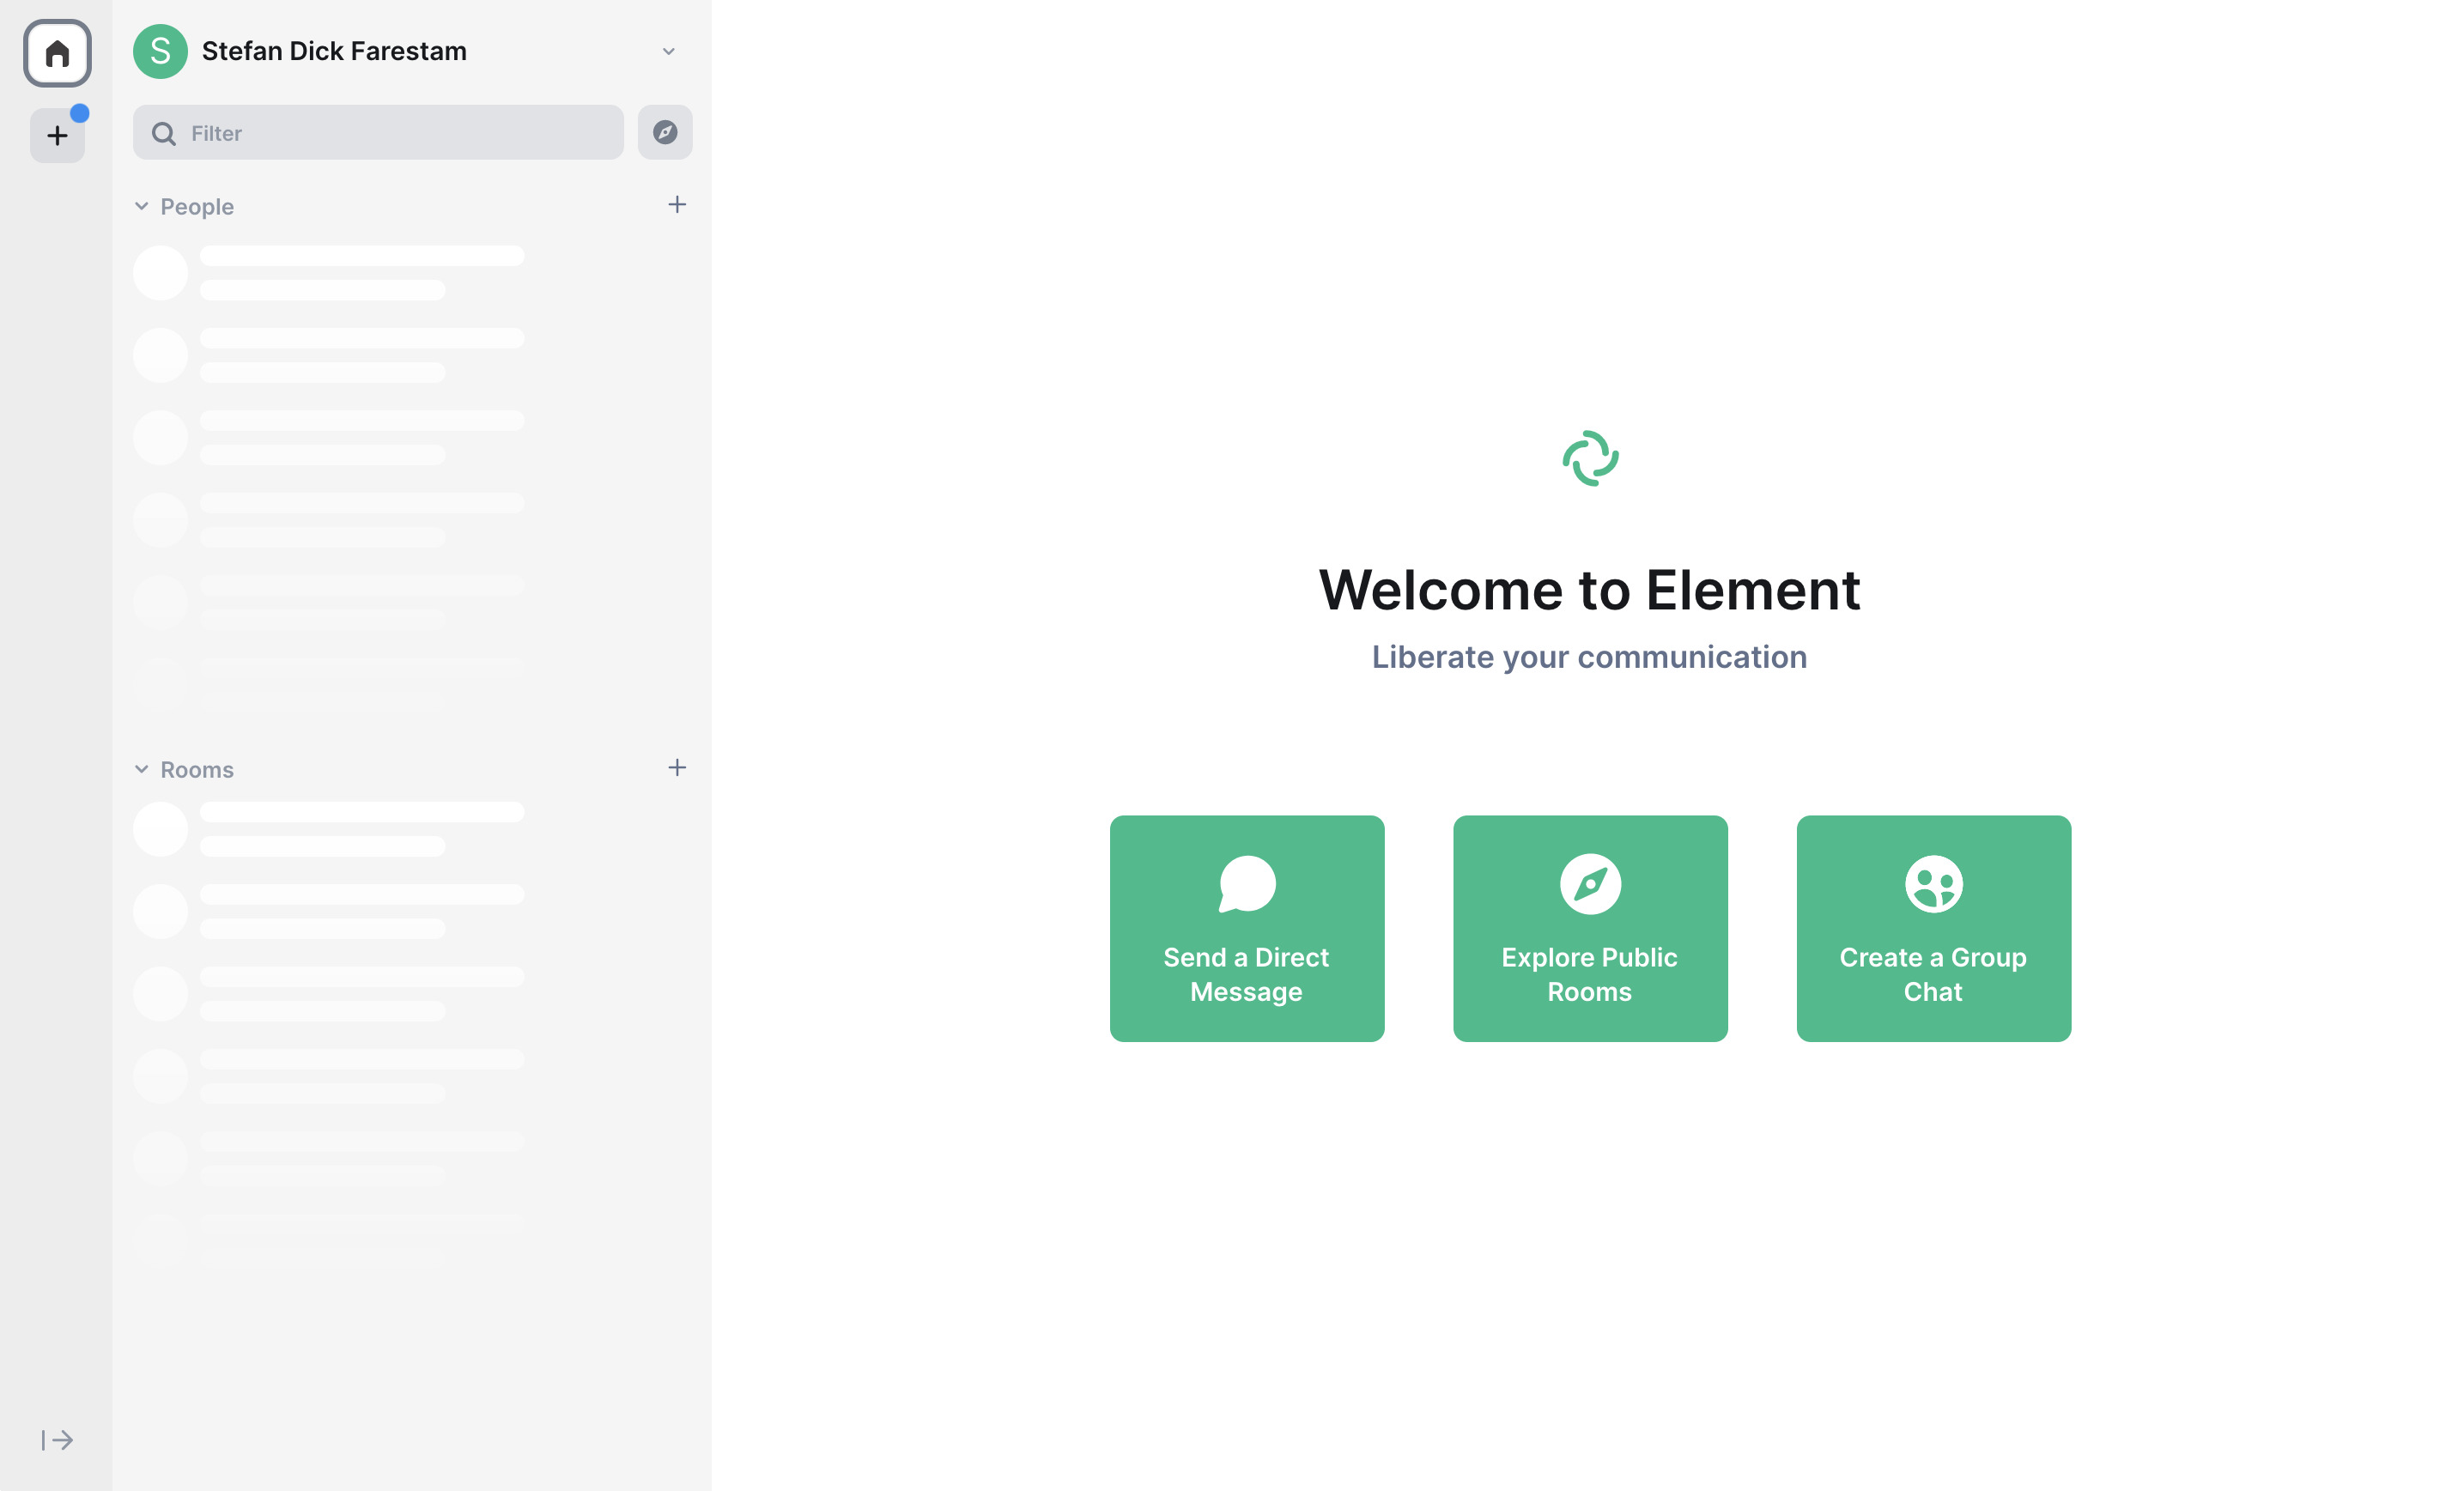 S
Stefan Dick Farestam
Filter
People
Rooms
Welcome to Element
Liberate your communication
Send a Direct
Message
Explore Public
Rooms
Create a Group
Chat